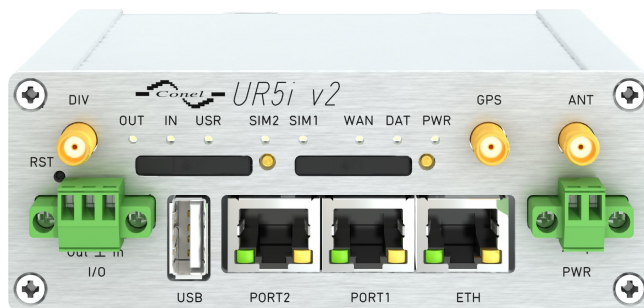 Conel UR5i v2
DIV
GPS
ANT
OUT IN USR SIM2 SIM1 WAN DAT PWR
RST
Out ⊥ In
I/O
PWR
USB
PORT2
PORT1
ETH